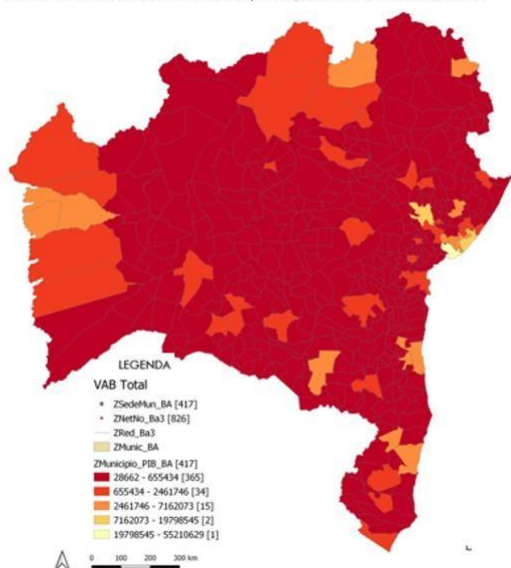 LEGENDA
VAB Total
ZSedeMun_BA [417]
ZNetNo_Ba3 [826]
ZRed_Ba3
ZMunic_BA
ZMunicipio_PIB_BA [417]
28662 - 655434 [365]
655434 - 2461746 [34]
2461746 - 7162073 [15]
7162073 - 19798545 [2]
19798545 - 55210629 [1]
0 100 200 300 km